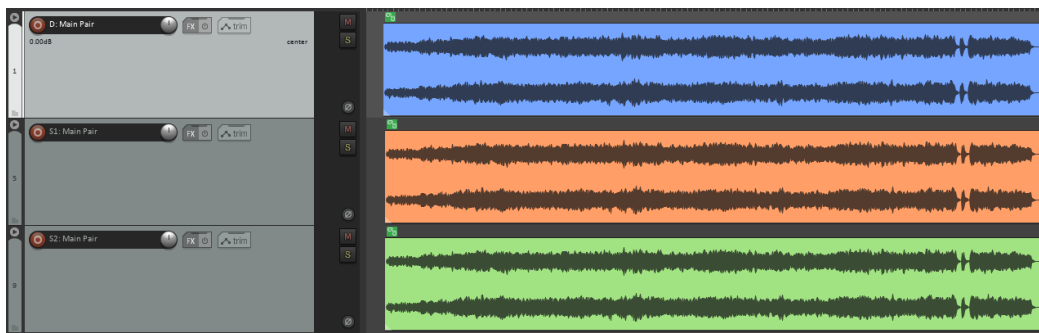 D: Main Pair FX trim M
0.00dB center S
1
S1: Main Pair FX trim M
S
5
S2: Main Pair FX trim M
S
9